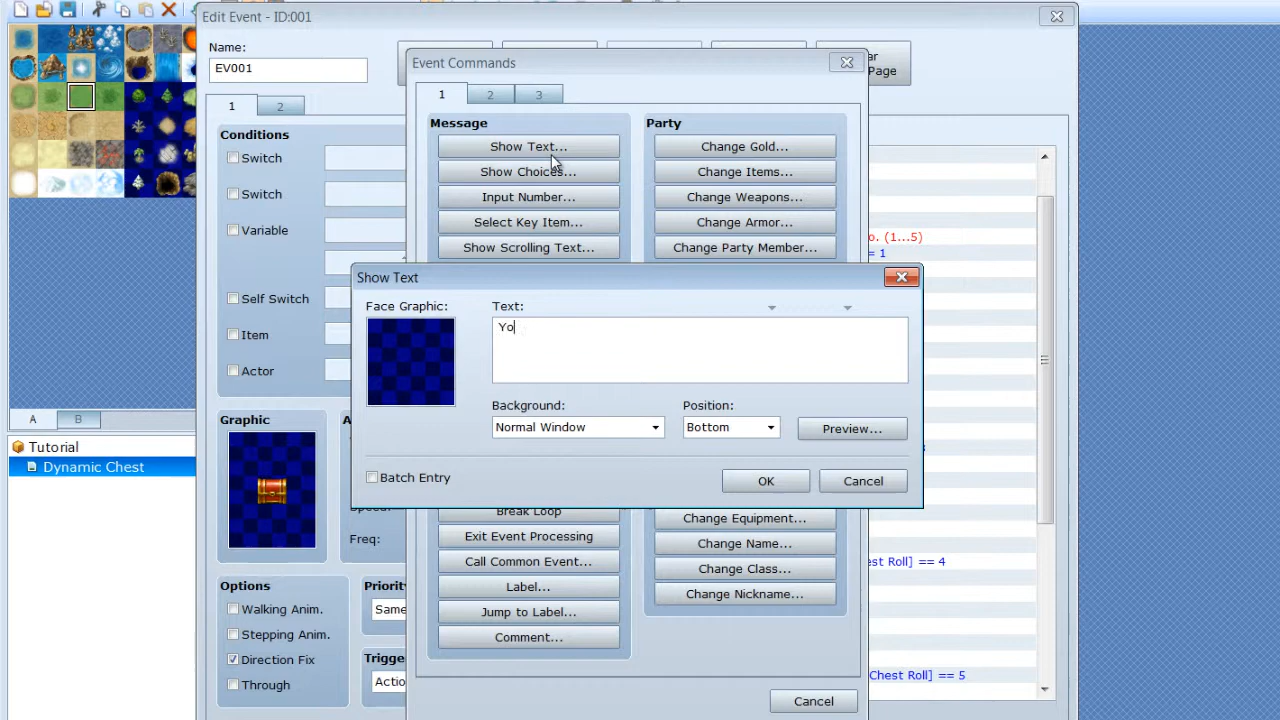 Edit Event - ID:001
Name:
EV001
Page
1
2
Conditions
Switch
Switch
Variable
Self Switch
Item
Actor
Graphic
Freq:
Options
Walking Anim.
Stepping Anim.
Direction Fix
Through
Same
A
B
Tutorial
Dynamic Chest
Event Commands
1
2
3
Message
Show Text...
Show Choices...
Input Number...
Select Key Item...
Show Scrolling Text...
Party
Change Gold...
Change Items...
Change Weapons...
Change Armor...
Change Party Member...
Show Text
Face Graphic:
Text:
Yo
Background:
Normal Window
Position:
Bottom
Preview...
Batch Entry
OK
Cancel
Break Loop
Exit Event Processing
Call Common Event...
Label...
Jump to Label...
Comment...
Change Equipment...
Change Name...
Change Class...
Change Nickname...
Cancel
o. (1...5)
= 1
est Roll] == 4
Chest Roll] == 5